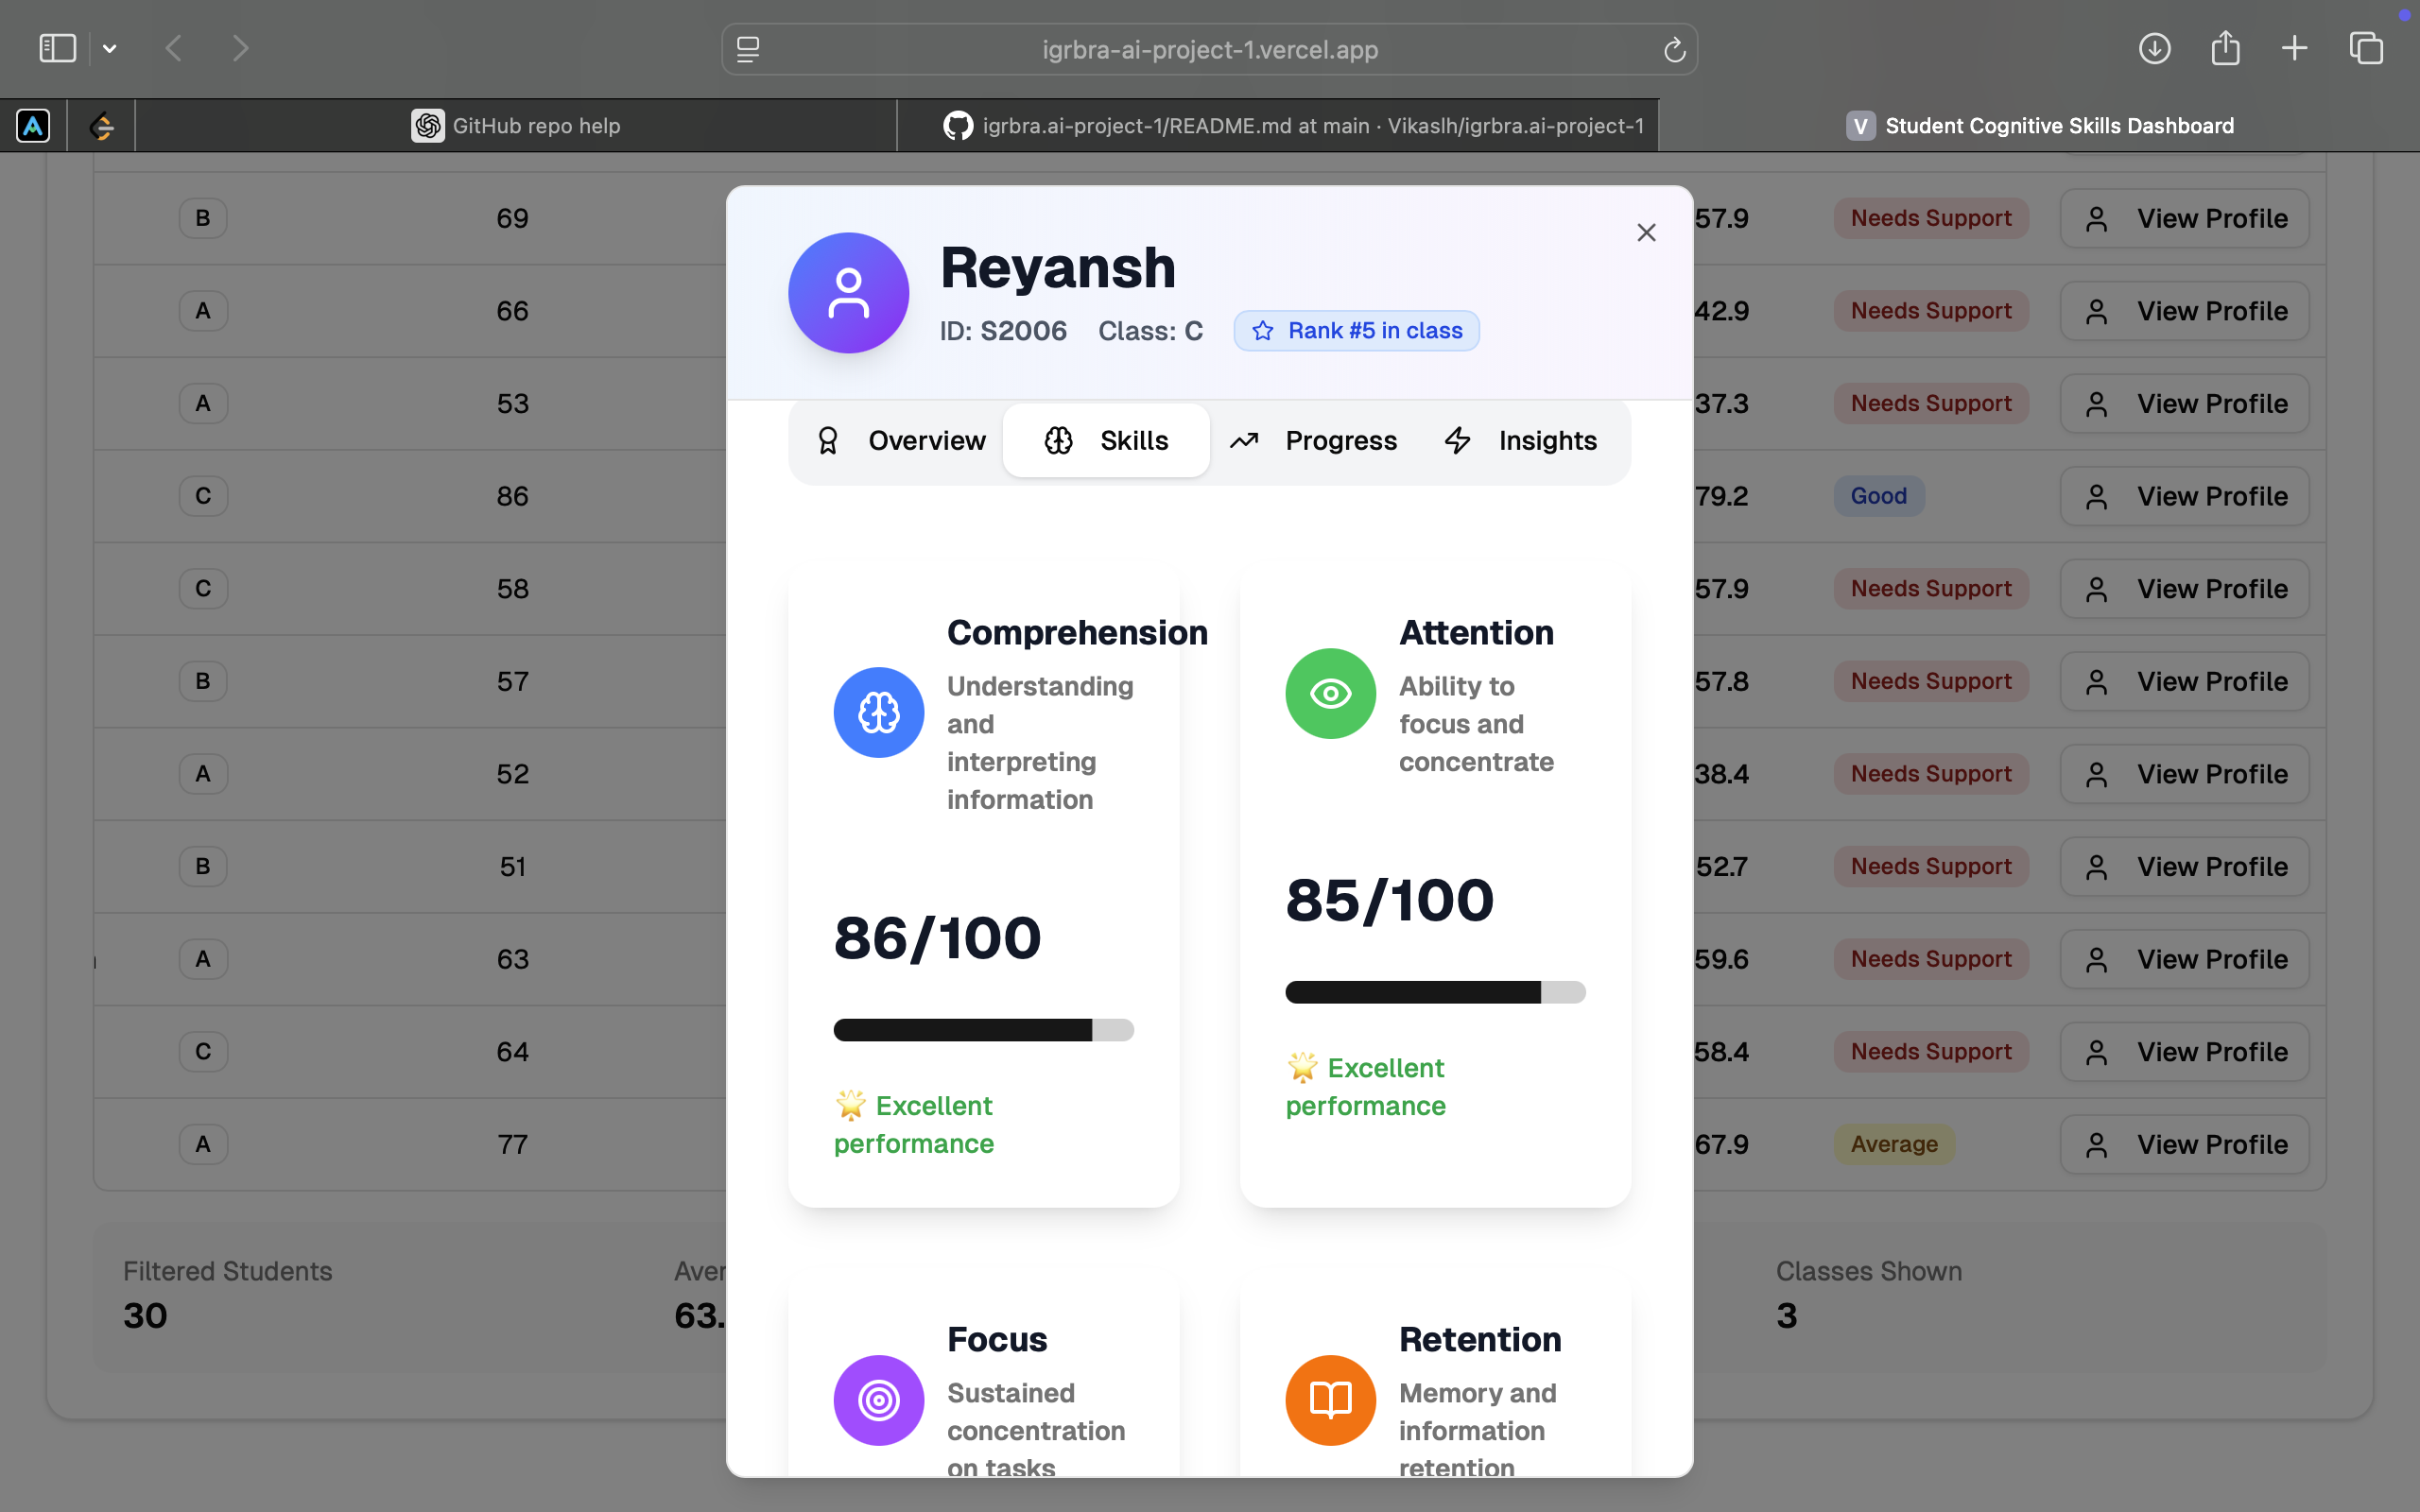 igrbra-ai-project-1.vercel.app
GitHub repo help
igrbra.ai-project-1/README.md at main · Vikaslh/igrbra.ai-project-1
V Student Cognitive Skills Dashboard
Reyansh
ID: S2006 Class: C Rank #5 in class
Overview Skills Progress Insights
Comprehension
Understanding
and
interpreting
information
86/100
🌟 Excellent
performance
Attention
Ability to
focus and
concentrate
85/100
🌟 Excellent
performance
Focus
Sustained
concentration
on tasks
Retention
Memory and
information
retention
B 69 57.9 Needs Support View Profile
A 66 42.9 Needs Support View Profile
A 53 37.3 Needs Support View Profile
C 86 79.2 Good View Profile
C 58 57.9 Needs Support View Profile
B 57 57.8 Needs Support View Profile
A 52 38.4 Needs Support View Profile
B 51 52.7 Needs Support View Profile
A 63 59.6 Needs Support View Profile
C 64 58.4 Needs Support View Profile
A 77 67.9 Average View Profile
Filtered Students
30
63.
Classes Shown
3